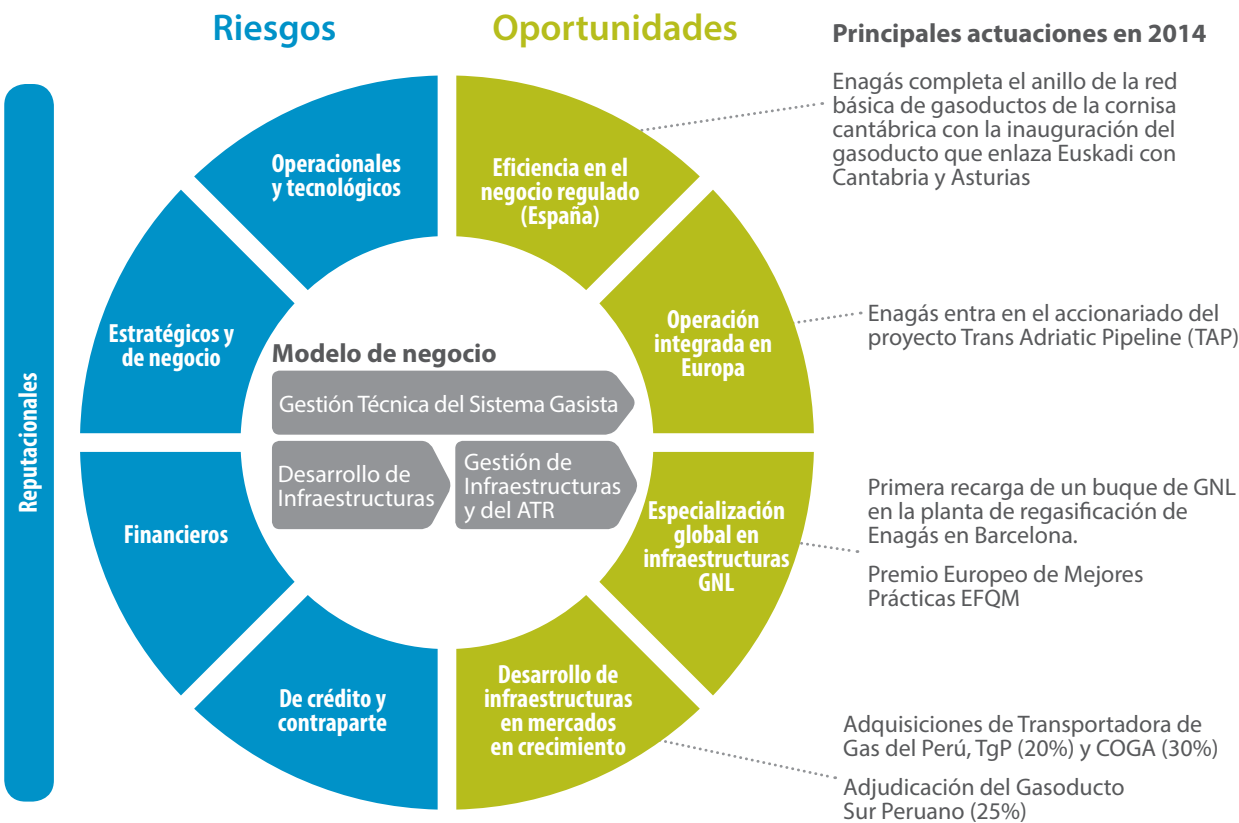 Riesgos
Oportunidades
Principales actuaciones en 2014
Reputacionales
Operacionales
y tecnológicos
Estratégicos y
de negocio
Financieros
De crédito y
contraparte
Modelo de negocio
Gestión Técnica del Sistema Gasista
Desarrollo de
Infraestructuras
Gestión de
Infraestructuras
y del ATR
Eficiencia en el
negocio regulado
(España)
Enagás completa el anillo de la red
básica de gasoductos de la cornisa
cantábrica con la inauguración del
gasoducto que enlaza Euskadi con
Cantabria y Asturias
Operación
integrada en
Europa
Enagás entra en el accionariado del
proyecto Trans Adriatic Pipeline (TAP)
Especialización
global en
infraestructuras
GNL
Primera recarga de un buque de GNL
en la planta de regasificación de
Enagás en Barcelona.
Premio Europeo de Mejores
Prácticas EFQM
Desarrollo de
infraestructuras
en mercados
en crecimiento
Adquisiciones de Transportadora de
Gas del Perú, TgP (20%) y COGA (30%)
Adjudicación del Gasoducto
Sur Peruano (25%)